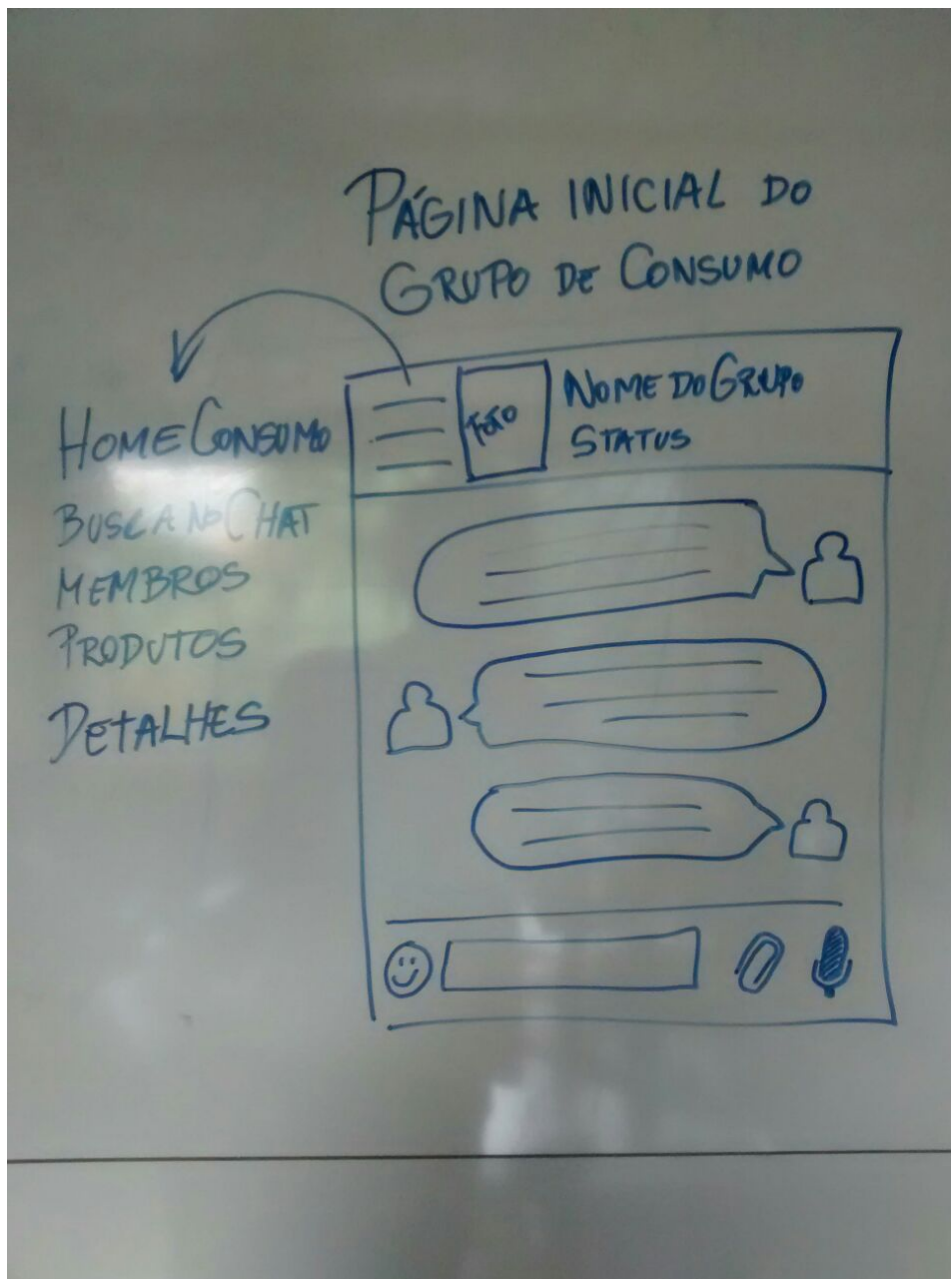 PÁGINA INICIAL DO
GRUPO DE CONSUMO
HOME CONSUMO
BUSCA NO CHAT
MEMBROS
PRODUTOS
DETALHES
FOTO
NOME DO GRUPO
STATUS